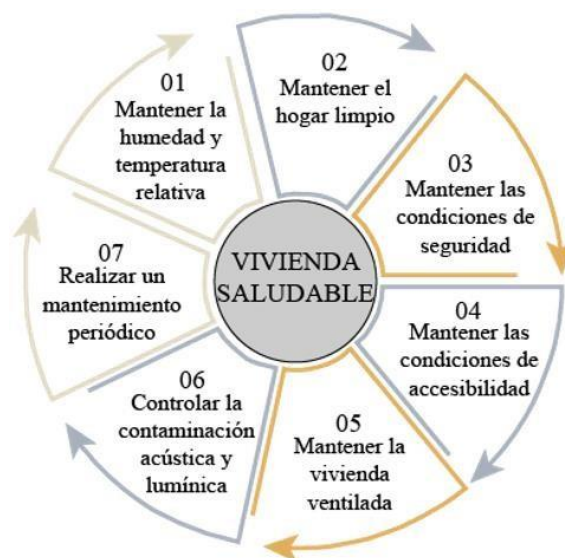 VIVIENDA
SALUDABLE
01
Mantener la
humedad y
temperatura
relativa
02
Mantener el
hogar limpio
03
Mantener las
condiciones de
seguridad
04
Mantener las
condiciones de
accesibilidad
05
Mantener la
vivienda
ventilada
06
Controlar la
contaminación
acústica y
lumínica
07
Realizar un
mantenimiento
periódico